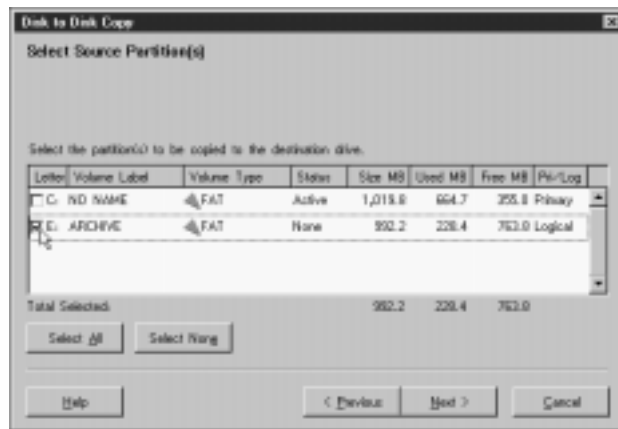 Disk to Disk Copy
Select Source Partition(s)
Select the partition(s) to be copied to the destination drive.
Letter Volume Label Volume Type Status Size MB Used MB Free MB Pri/Log
C: NO NAME FAT Active 1,019.8 664.7 355.0 Primary
E: ARCHIVE FAT None 992.2 228.4 763.8 Logical
Total Selected: 992.2 228.4 763.8
Select All Select None
Help < Previous Next > Cancel